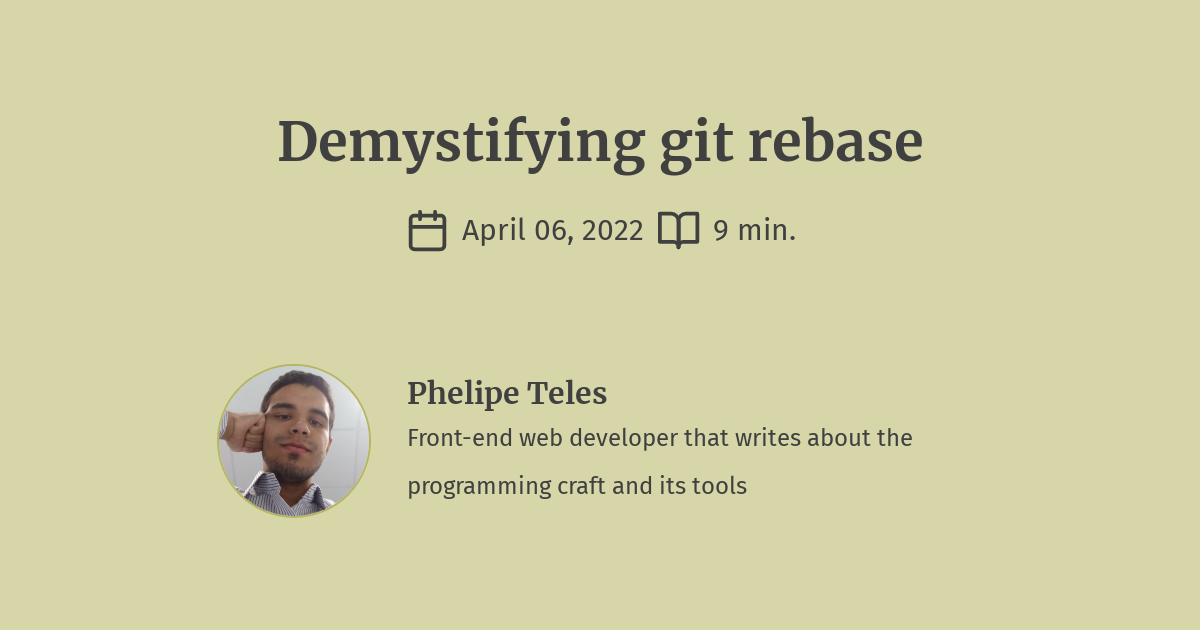 Demystifying git rebase
April 06, 2022 9 min.
Phelipe Teles
Front-end web developer that writes about the
programming craft and its tools